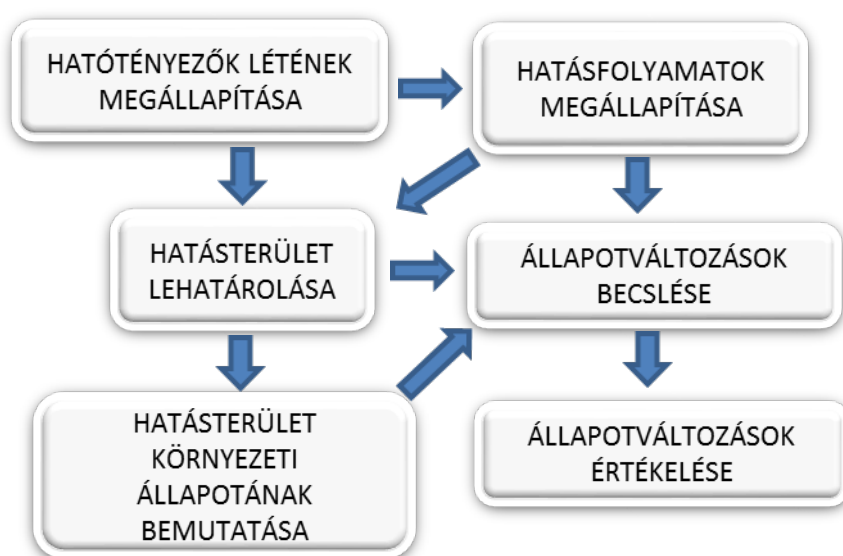 HATÓTÉNYEZŐK LÉTÉNEK
MEGÁLLAPÍTÁSA
HATÁSFOLYAMATOK
MEGÁLLAPÍTÁSA
HATÁSTERÜLET
LEHATÁROLÁSA
ÁLLAPOTVÁLTOZÁSOK
BECSLÉSE
HATÁSTERÜLET
KÖRNYEZETI
ÁLLAPOTÁNAK
BEMUTATÁSA
ÁLLAPOTVÁLTOZÁSOK
ÉRTÉKELÉSE